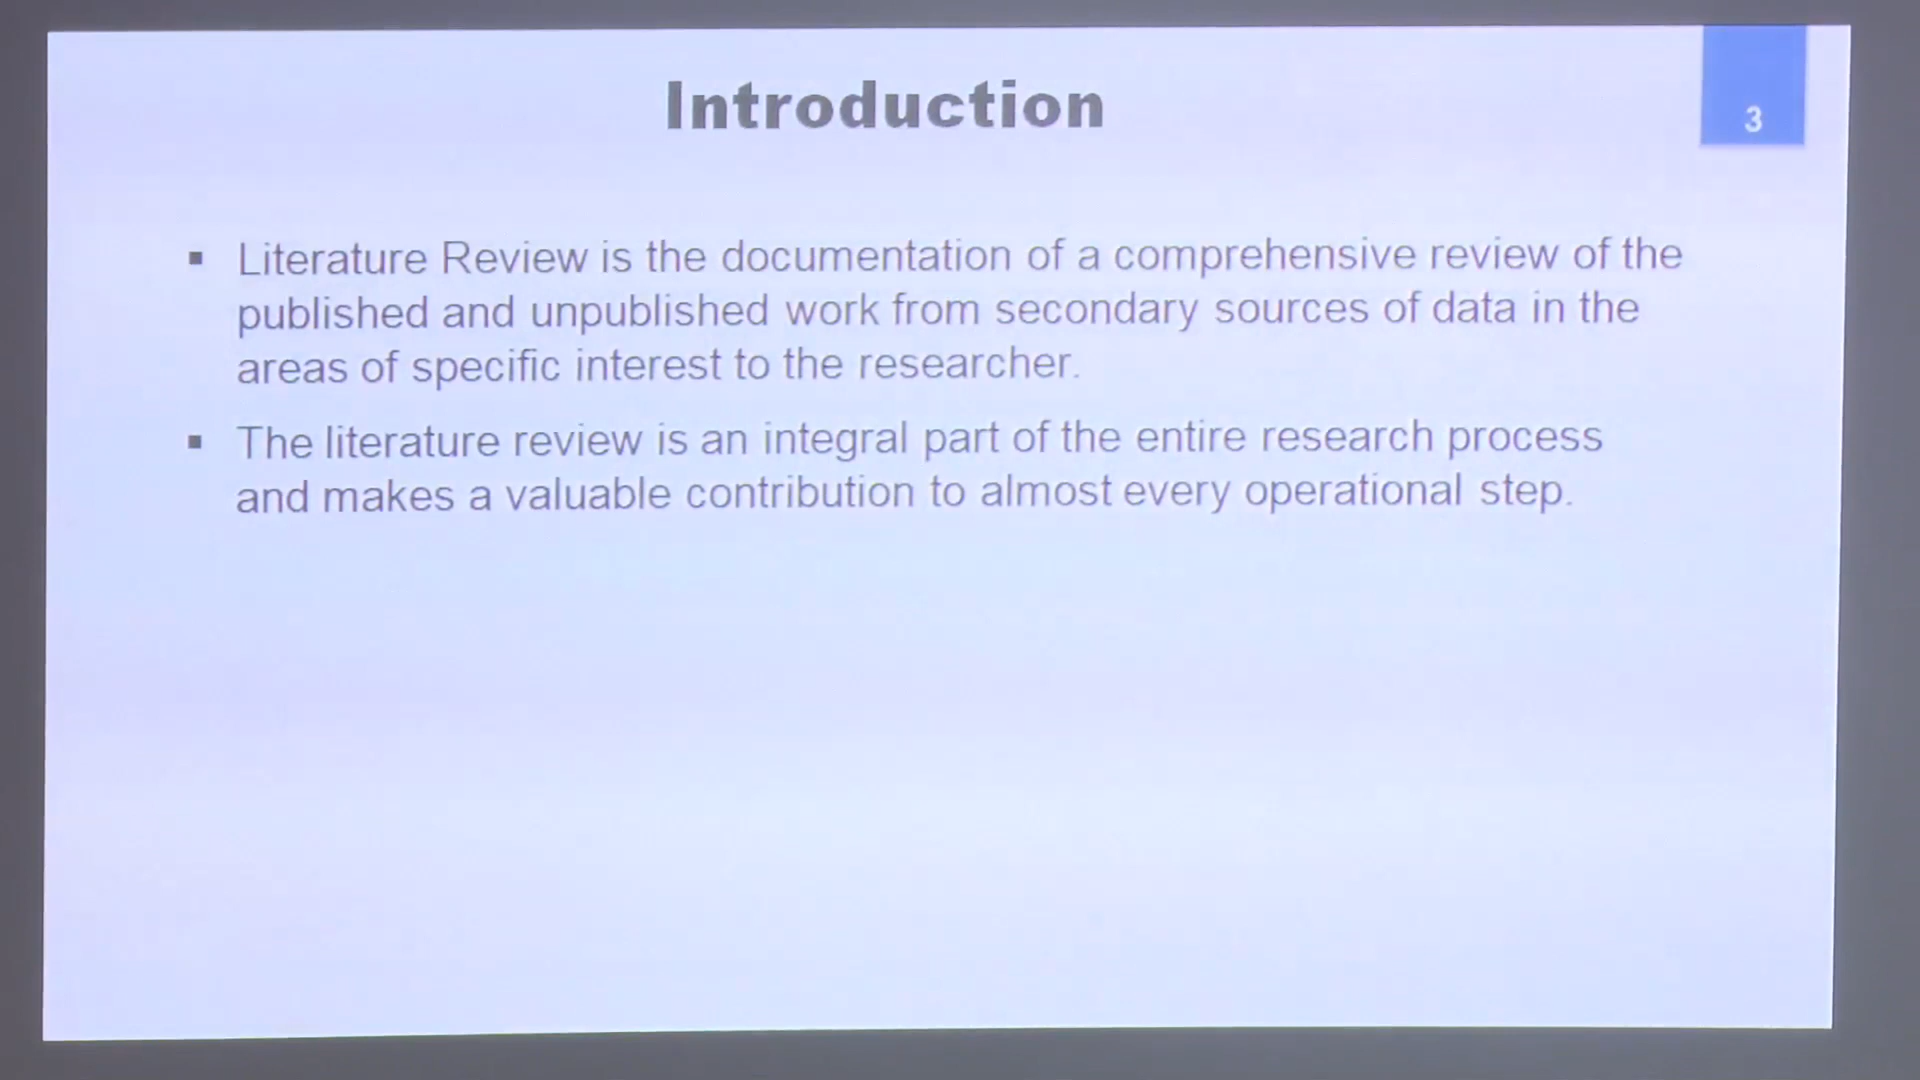 Introduction
3
▪ Literature Review is the documentation of a comprehensive review of the
published and unpublished work from secondary sources of data in the
areas of specific interest to the researcher.
▪ The literature review is an integral part of the entire research process
and makes a valuable contribution to almost every operational step.